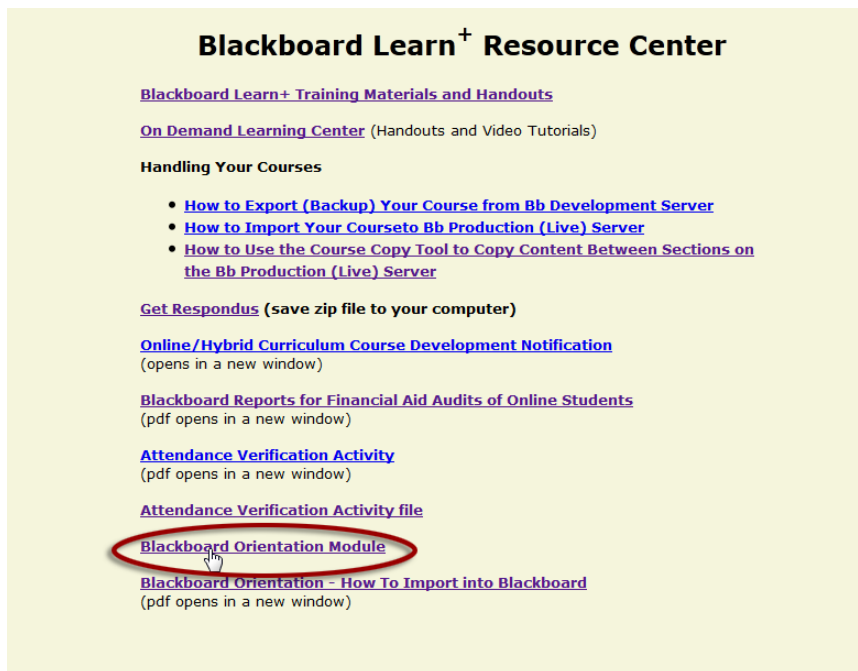 Blackboard Learn+ Resource Center
Blackboard Learn+ Training Materials and Handouts
On Demand Learning Center (Handouts and Video Tutorials)
Handling Your Courses
• How to Export (Backup) Your Course from Bb Development Server
• How to Import Your Courseto Bb Production (Live) Server
• How to Use the Course Copy Tool to Copy Content Between Sections on
the Bb Production (Live) Server
Get Respondus (save zip file to your computer)
Online/Hybrid Curriculum Course Development Notification
(opens in a new window)
Blackboard Reports for Financial Aid Audits of Online Students
(pdf opens in a new window)
Attendance Verification Activity
(pdf opens in a new window)
Attendance Verification Activity file
Blackboard Orientation Module
Blackboard Orientation - How To Import into Blackboard
(pdf opens in a new window)